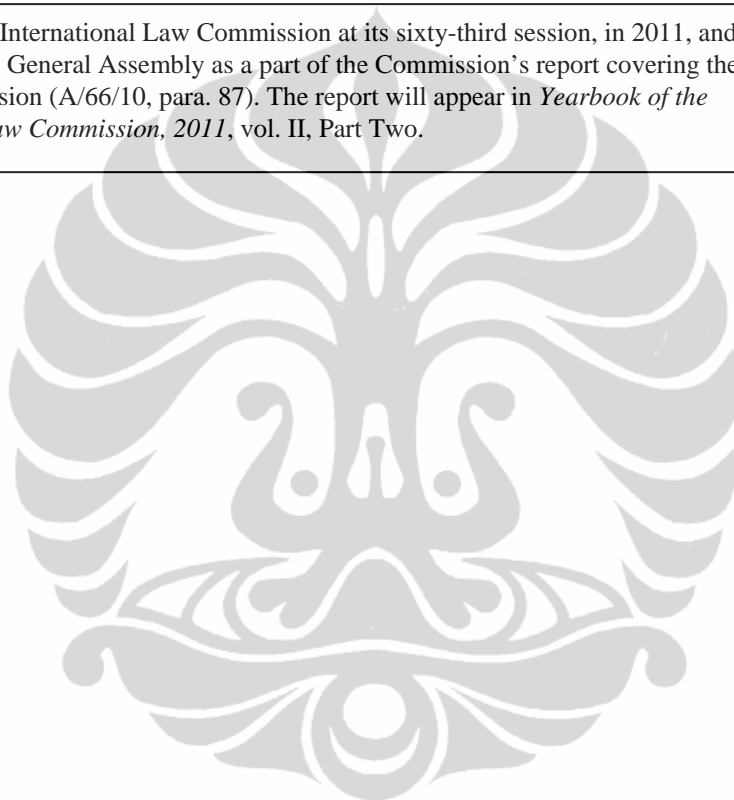 International Law Commission at its sixty-third session, in 2011, and
General Assembly as a part of the Commission's report covering the
sion (A/66/10, para. 87). The report will appear in Yearbook of the
w Commission, 2011, vol. II, Part Two.